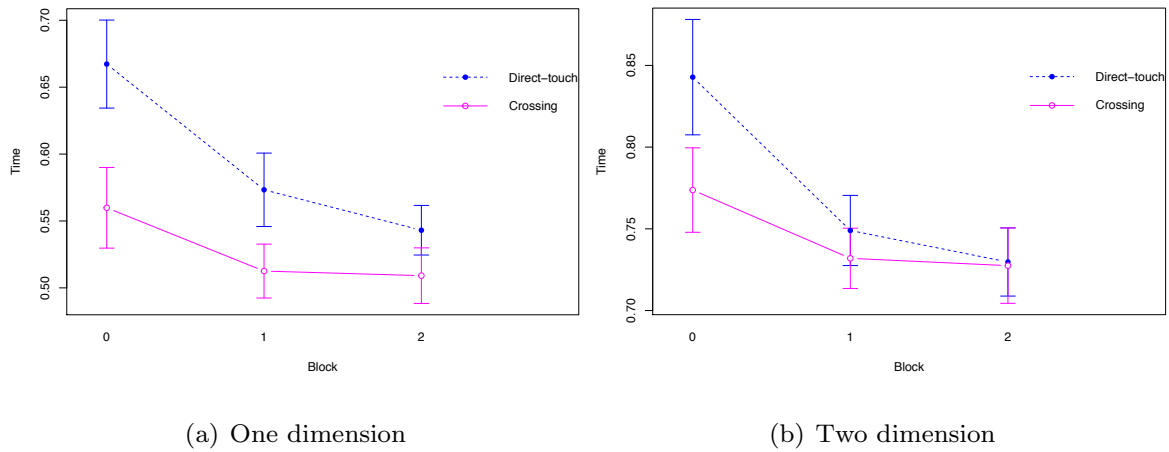 0.70
0.65
0.60
0.55
0.50
Time
Direct−touch
Crossing
0 1 2
Block
(a) One dimension
0.85
0.80
0.75
0.70
Time
Direct−touch
Crossing
0 1 2
Block
(b) Two dimension